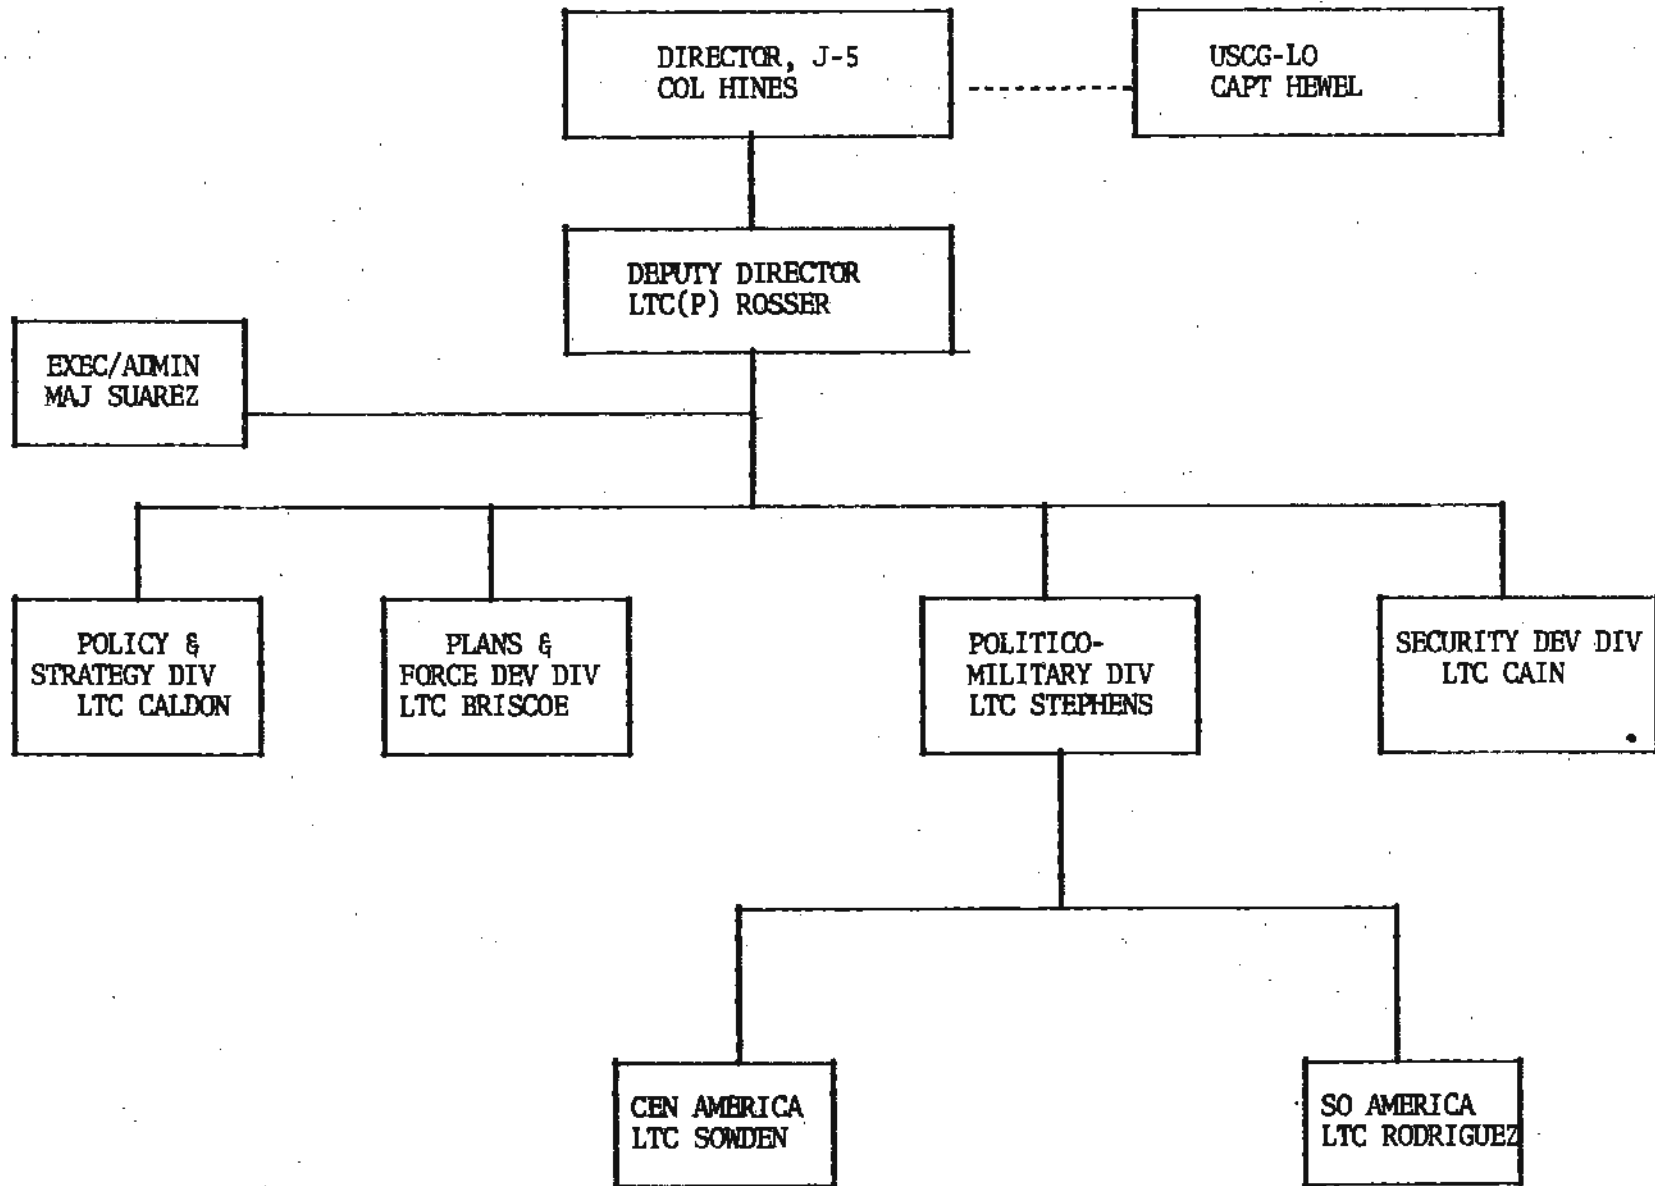 DIRECTOR, J-5
COL HINES
USCG-LO
CAPT HEWEL
DEPUTY DIRECTOR
LTC(P) ROSSER
EXEC/ADMIN
MAJ SUAREZ
POLICY &
STRATEGY DIV
LTC CALDON
PLANS &
FORCE DEV DIV
LTC BRISCOE
POLITICO-
MILITARY DIV
LTC STEPHENS
SECURITY DEV DIV
LTC CAIN
CEN AMERICA
LTC SOWDEN
SO AMERICA
LTC RODRIGUEZ